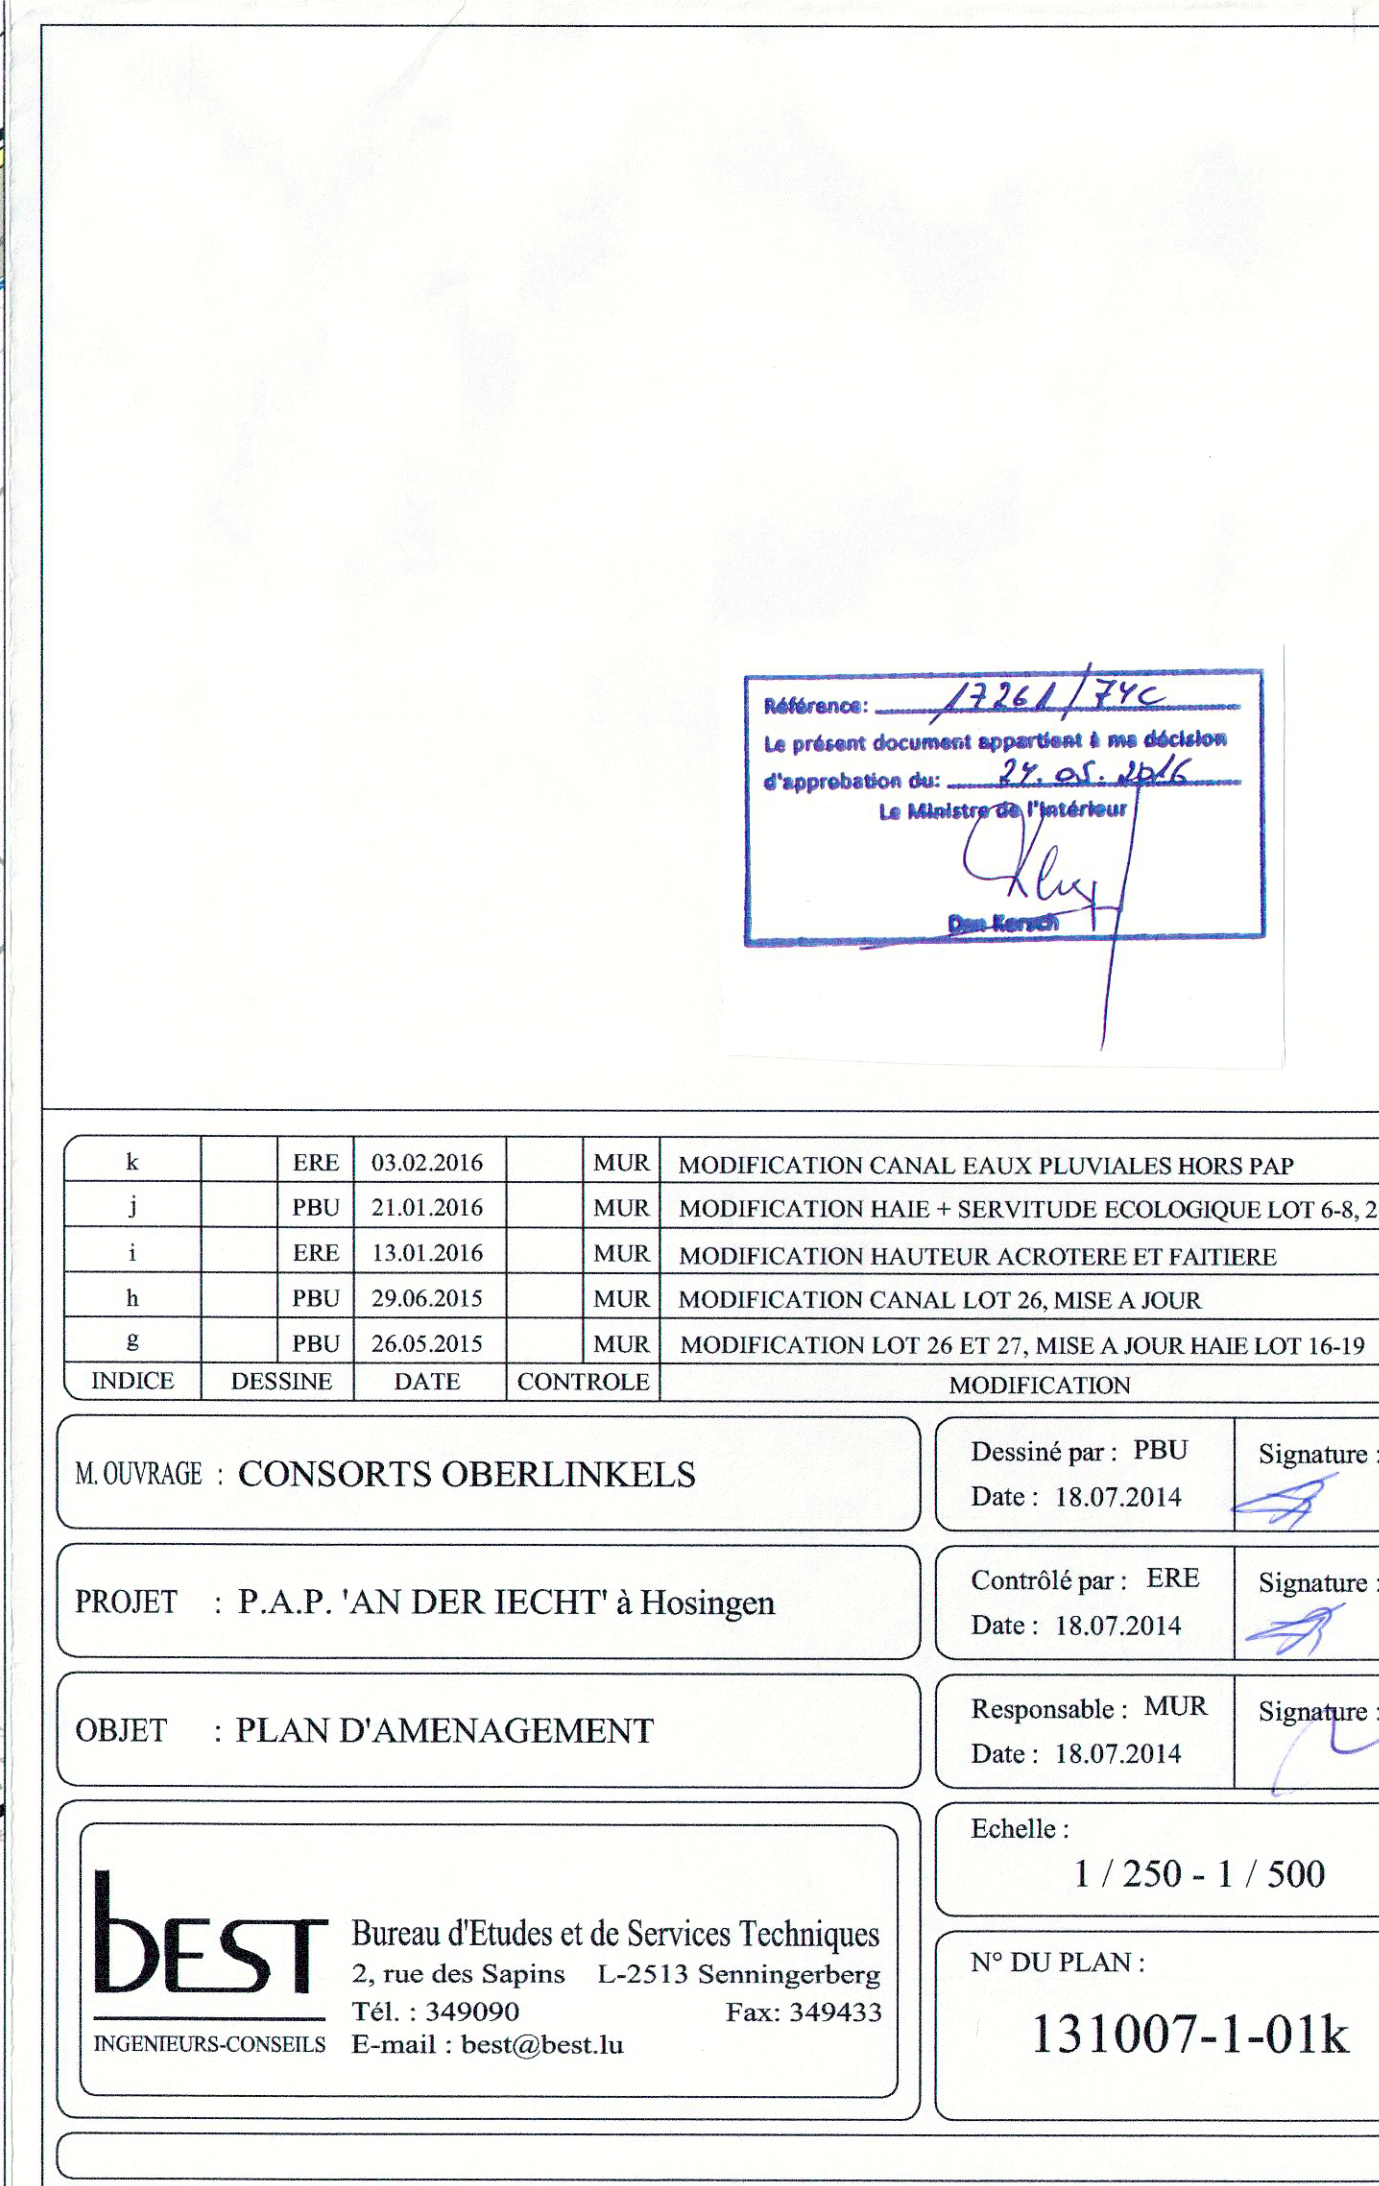 Référence: 17261/74C
Le présent document appartient à ma décision
d'approbation du: 24.05.2016
Le Ministre de l'Intérieur
Dan Kersch
k ERE 03.02.2016 MUR MODIFICATION CANAL EAUX PLUVIALES HORS PAP
j PBU 21.01.2016 MUR MODIFICATION HAIE + SERVITUDE ECOLOGIQUE LOT 6-8, 2
i ERE 13.01.2016 MUR MODIFICATION HAUTEUR ACROTERE ET FAITIERE
h PBU 29.06.2015 MUR MODIFICATION CANAL LOT 26, MISE A JOUR
g PBU 26.05.2015 MUR MODIFICATION LOT 26 ET 27, MISE A JOUR HAIE LOT 16-19
INDICE DESSINE DATE CONTROLE MODIFICATION
M. OUVRAGE : CONSORTS OBERLINKELS
Dessiné par : PBU Signature :
Date : 18.07.2014
PROJET : P.A.P. 'AN DER IECHT' à Hosingen
Contrôlé par : ERE Signature :
Date : 18.07.2014
OBJET : PLAN D'AMENAGEMENT
Responsable : MUR Signature :
Date : 18.07.2014
bEST
INGENIEURS-CONSEILS
Bureau d'Etudes et de Services Techniques
2, rue des Sapins L-2513 Senningerberg
Tél. : 349090 Fax: 349433
E-mail : best@best.lu
Echelle :
1 / 250 - 1 / 500
N° DU PLAN :
131007-1-01k